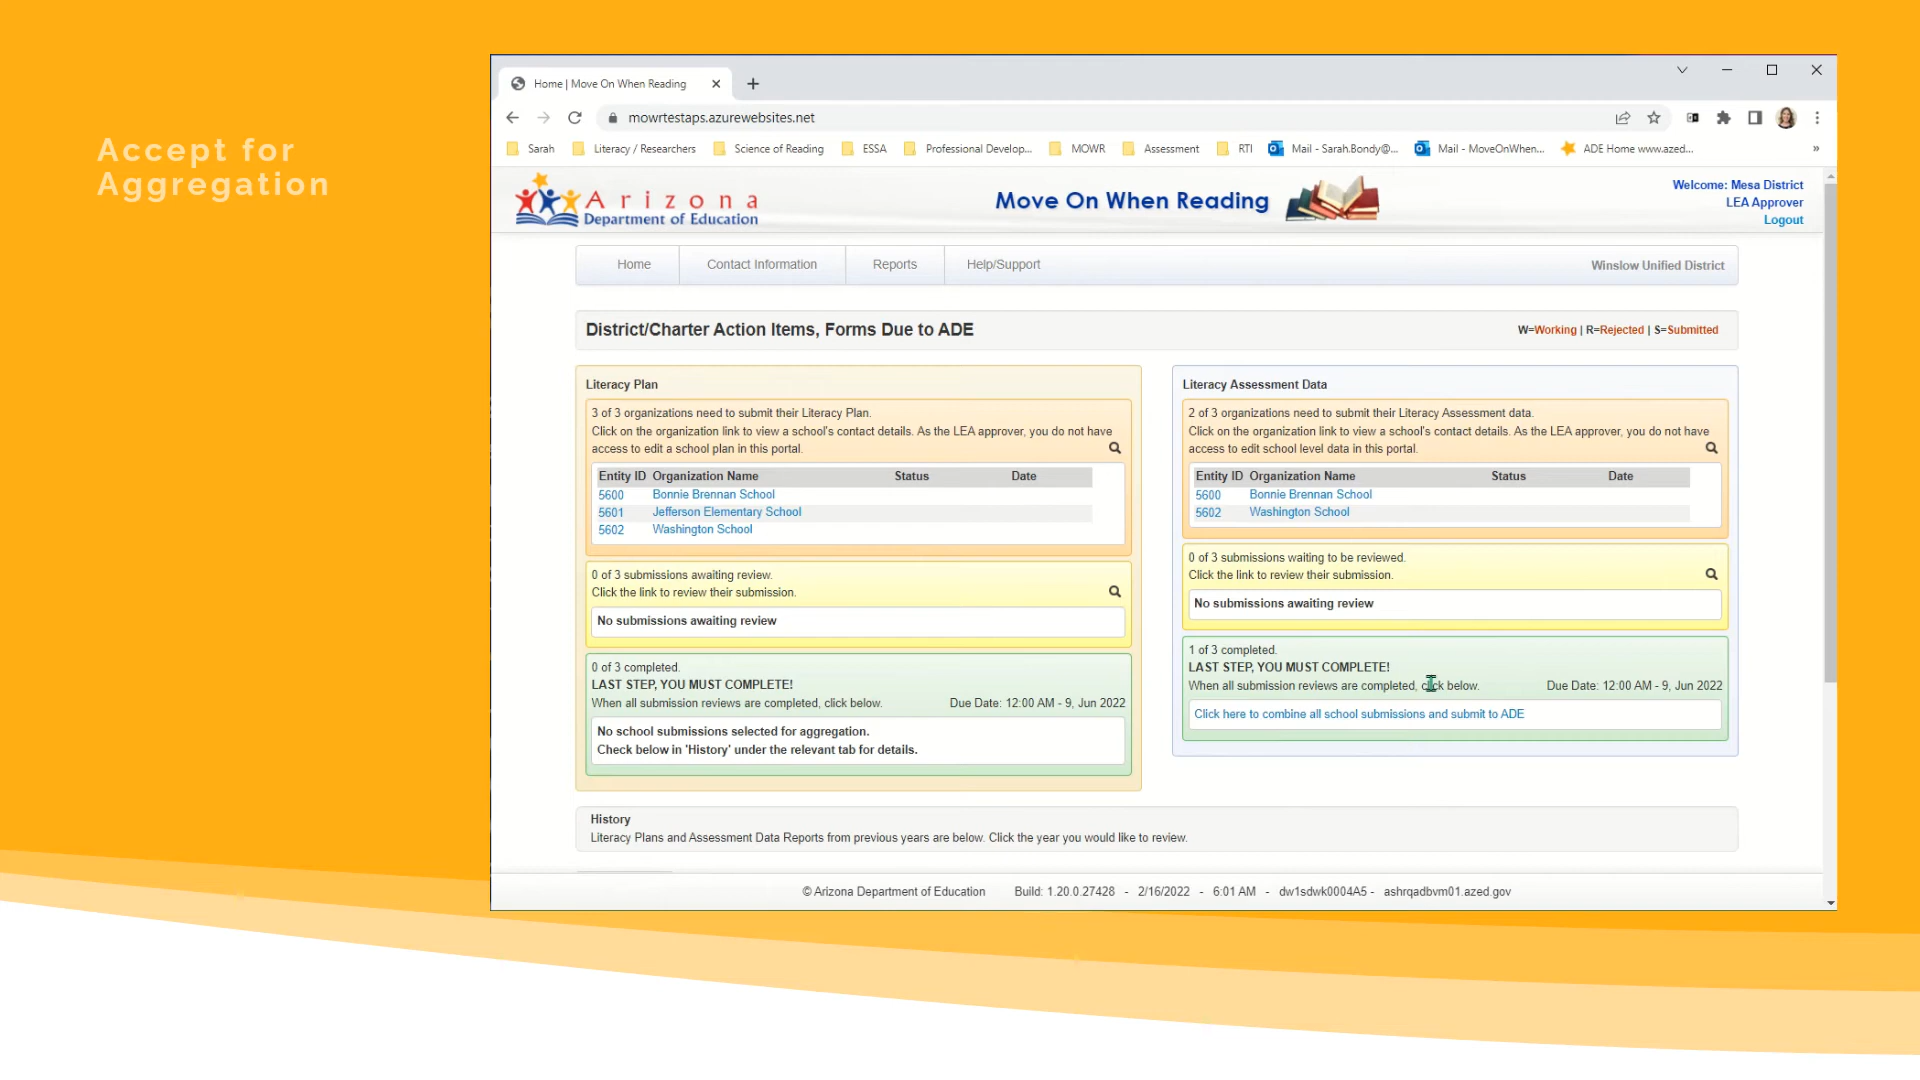 Accept for
Aggregation
Home | Move On When Reading
mowrtestaps.azurewebsites.net
Sarah
Literacy / Researchers
Science of Reading
ESSA
Professional Develop...
MOWR
Assessment
RTI
Mail - Sarah.Bondy@...
Mail - MoveOnWhen...
ADE Home www.azed...
»
Arizona
Department of Education
Move On When Reading
Welcome: Mesa District
LEA Approver
Logout
Home
Contact Information
Reports
Help/Support
Winslow Unified District
District/Charter Action Items, Forms Due to ADE
W=Working | R=Rejected | S=Submitted
Literacy Plan
3 of 3 organizations need to submit their Literacy Plan.
Click on the organization link to view a school's contact details. As the LEA approver, you do not have
access to edit a school plan in this portal.
Entity ID Organization Name Status Date
5600 Bonnie Brennan School
5601 Jefferson Elementary School
5602 Washington School
0 of 3 submissions awaiting review.
Click the link to review their submission.
No submissions awaiting review
0 of 3 completed.
LAST STEP, YOU MUST COMPLETE!
When all submission reviews are completed, click below. Due Date: 12:00 AM - 9, Jun 2022
No school submissions selected for aggregation.
Check below in 'History' under the relevant tab for details.
Literacy Assessment Data
2 of 3 organizations need to submit their Literacy Assessment data.
Click on the organization link to view a school's contact details. As the LEA approver, you do not have
access to edit school level data in this portal.
Entity ID Organization Name Status Date
5600 Bonnie Brennan School
5602 Washington School
0 of 3 submissions waiting to be reviewed.
Click the link to review their submission.
No submissions awaiting review
1 of 3 completed.
LAST STEP, YOU MUST COMPLETE!
When all submission reviews are completed, click below. Due Date: 12:00 AM - 9, Jun 2022
Click here to combine all school submissions and submit to ADE
History
Literacy Plans and Assessment Data Reports from previous years are below. Click the year you would like to review.
© Arizona Department of Education Build: 1.20.0.27428 - 2/16/2022 - 6:01 AM - dw1sdwk0004A5 - ashrqadbvm01.azed.gov